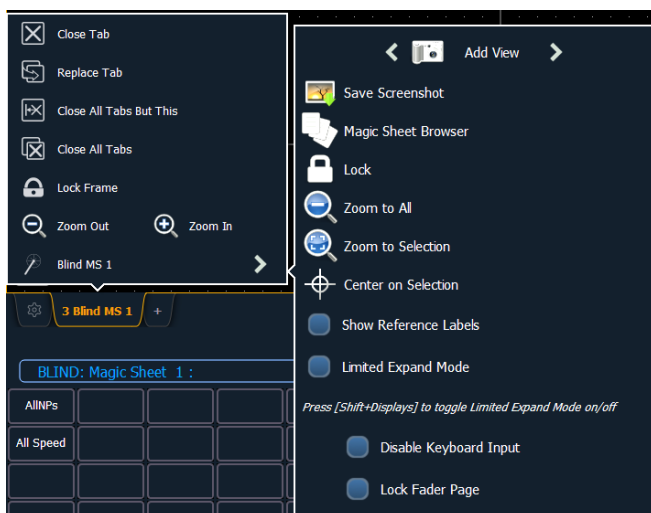 Close Tab
Replace Tab
Close All Tabs But This
Close All Tabs
Lock Frame
Zoom Out
Zoom In
Blind MS 1
3 Blind MS 1
+
BLIND: Magic Sheet 1 :
AllNPs
All Speed
Add View
Save Screenshot
Magic Sheet Browser
Lock
Zoom to All
Zoom to Selection
Center on Selection
Show Reference Labels
Limited Expand Mode
Press [Shift+Displays] to toggle Limited Expand Mode on/off
Disable Keyboard Input
Lock Fader Page